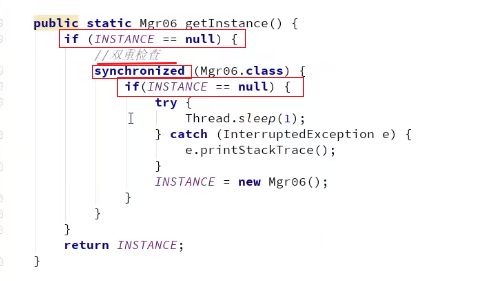 public static Mgr06 getInstance() {
if (INSTANCE == null) {
//双重检查
synchronized (Mgr06.class) {
if(INSTANCE == null) {
try {
Thread.sleep(1);
} catch (InterruptedException e) {
e.printStackTrace();
}
INSTANCE = new Mgr06();
}
}
}
return INSTANCE;
}